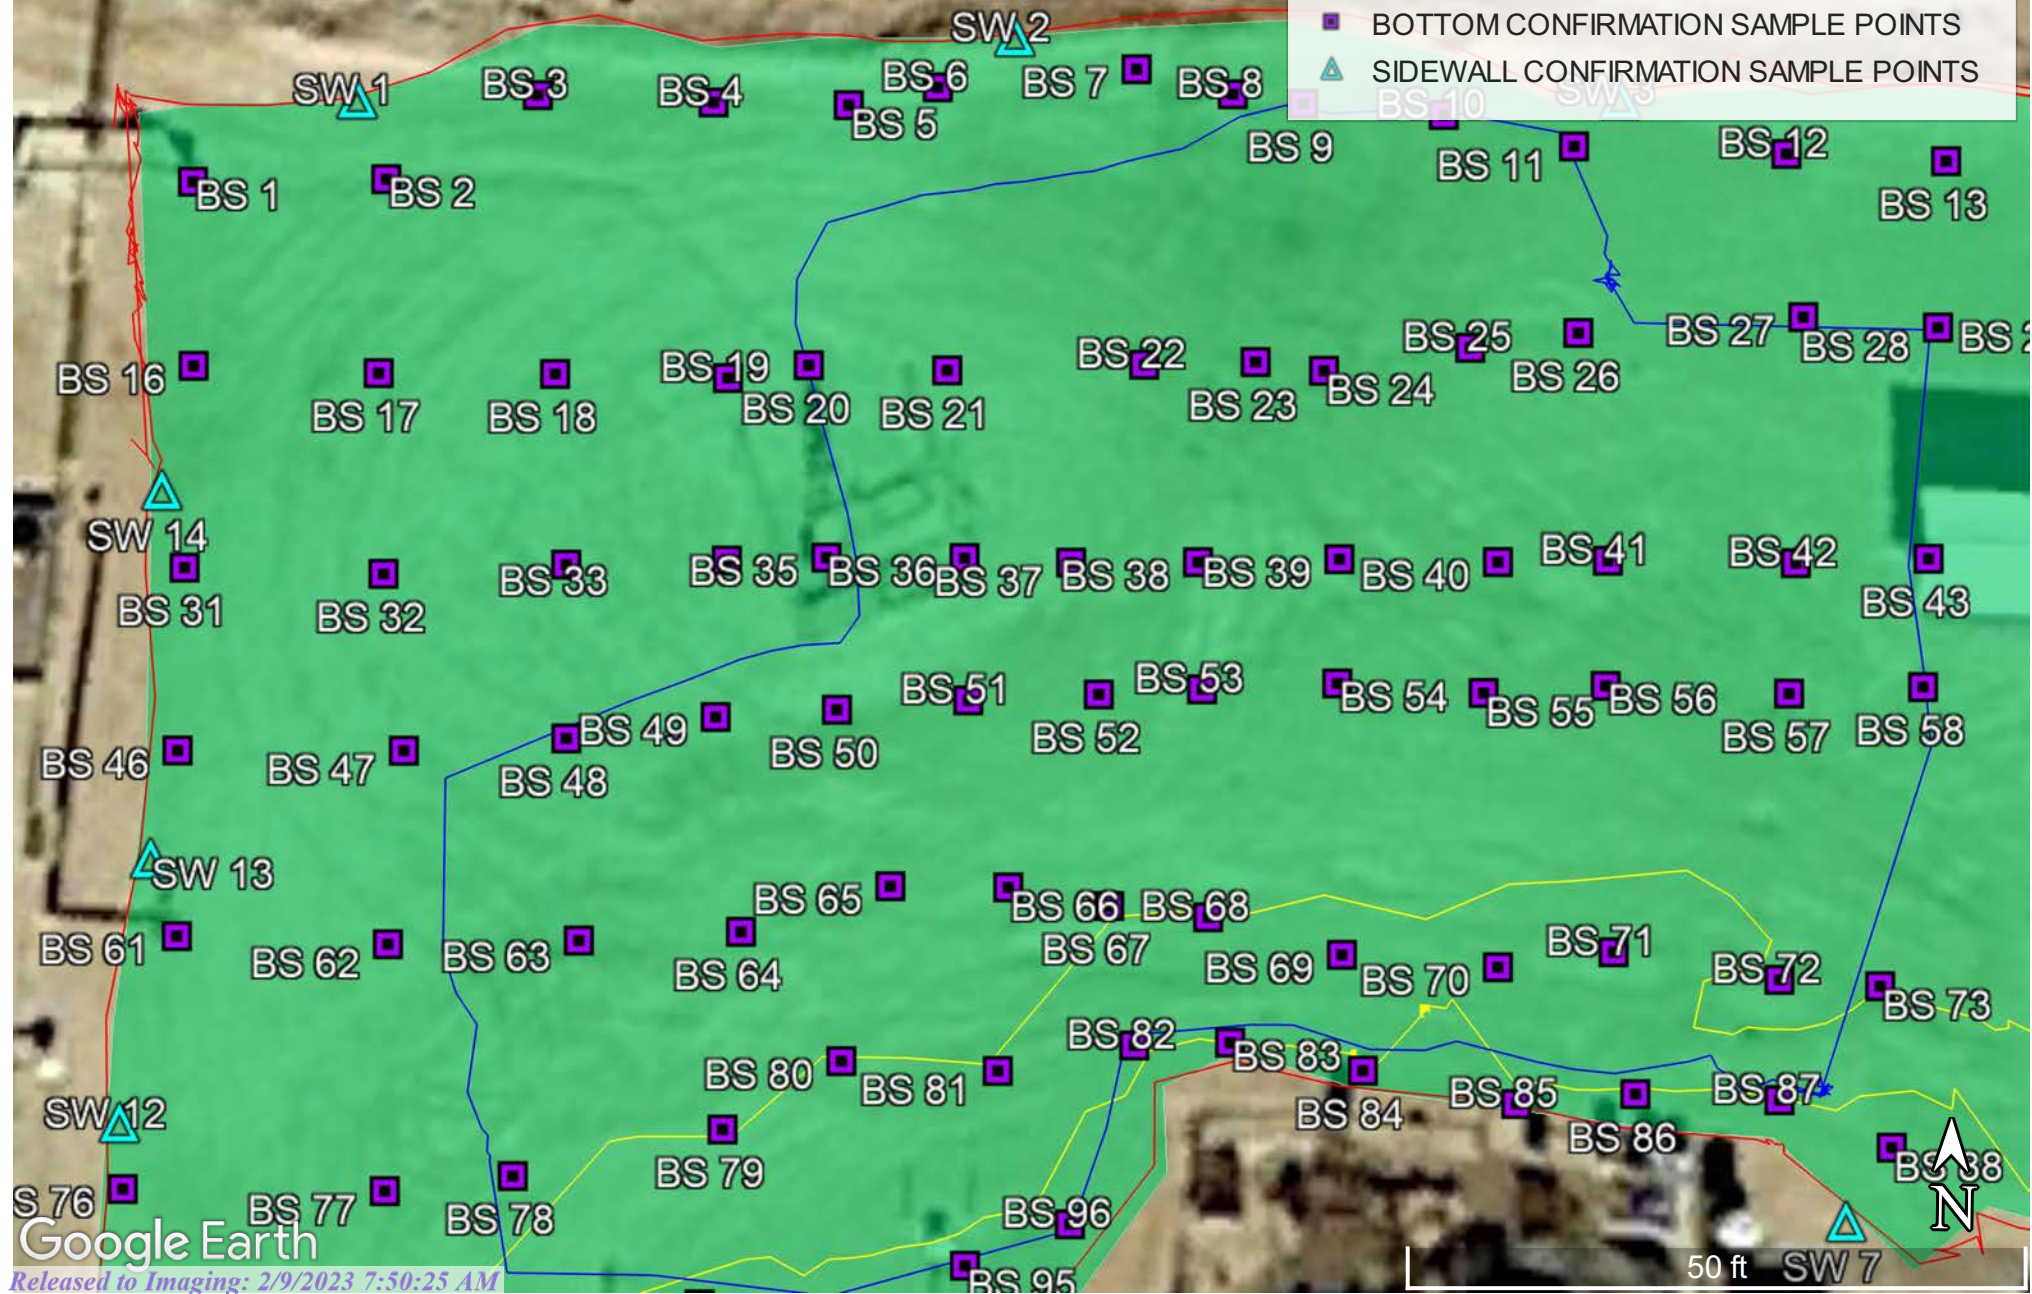 BOTTOM CONFIRMATION SAMPLE POINTS
SIDEWALL CONFIRMATION SAMPLE POINTS
SW 1
SW 2
SW 3
BS 3
BS 4
BS 5
BS 6
BS 7
BS 8
BS 9
BS 10
BS 11
BS 12
BS 13
BS 1
BS 2
BS 16
BS 17
BS 18
BS 19
BS 20
BS 21
BS 22
BS 23
BS 24
BS 25
BS 26
BS 27
BS 28
BS 2
SW 14
BS 31
BS 32
BS 33
BS 35
BS 36
BS 37
BS 38
BS 39
BS 40
BS 41
BS 42
BS 43
BS 46
BS 47
BS 48
BS 49
BS 50
BS 51
BS 52
BS 53
BS 54
BS 55
BS 56
BS 57
BS 58
SW 13
BS 61
BS 62
BS 63
BS 64
BS 65
BS 66
BS 67
BS 68
BS 69
BS 70
BS 71
BS 72
BS 73
SW 12
S 76
BS 77
BS 78
BS 79
BS 80
BS 81
BS 82
BS 83
BS 84
BS 85
BS 86
BS 87
BS 88
BS 96
BS 95
SW 7
N
50 ft
Google Earth
Released to Imaging: 2/9/2023 7:50:25 AM